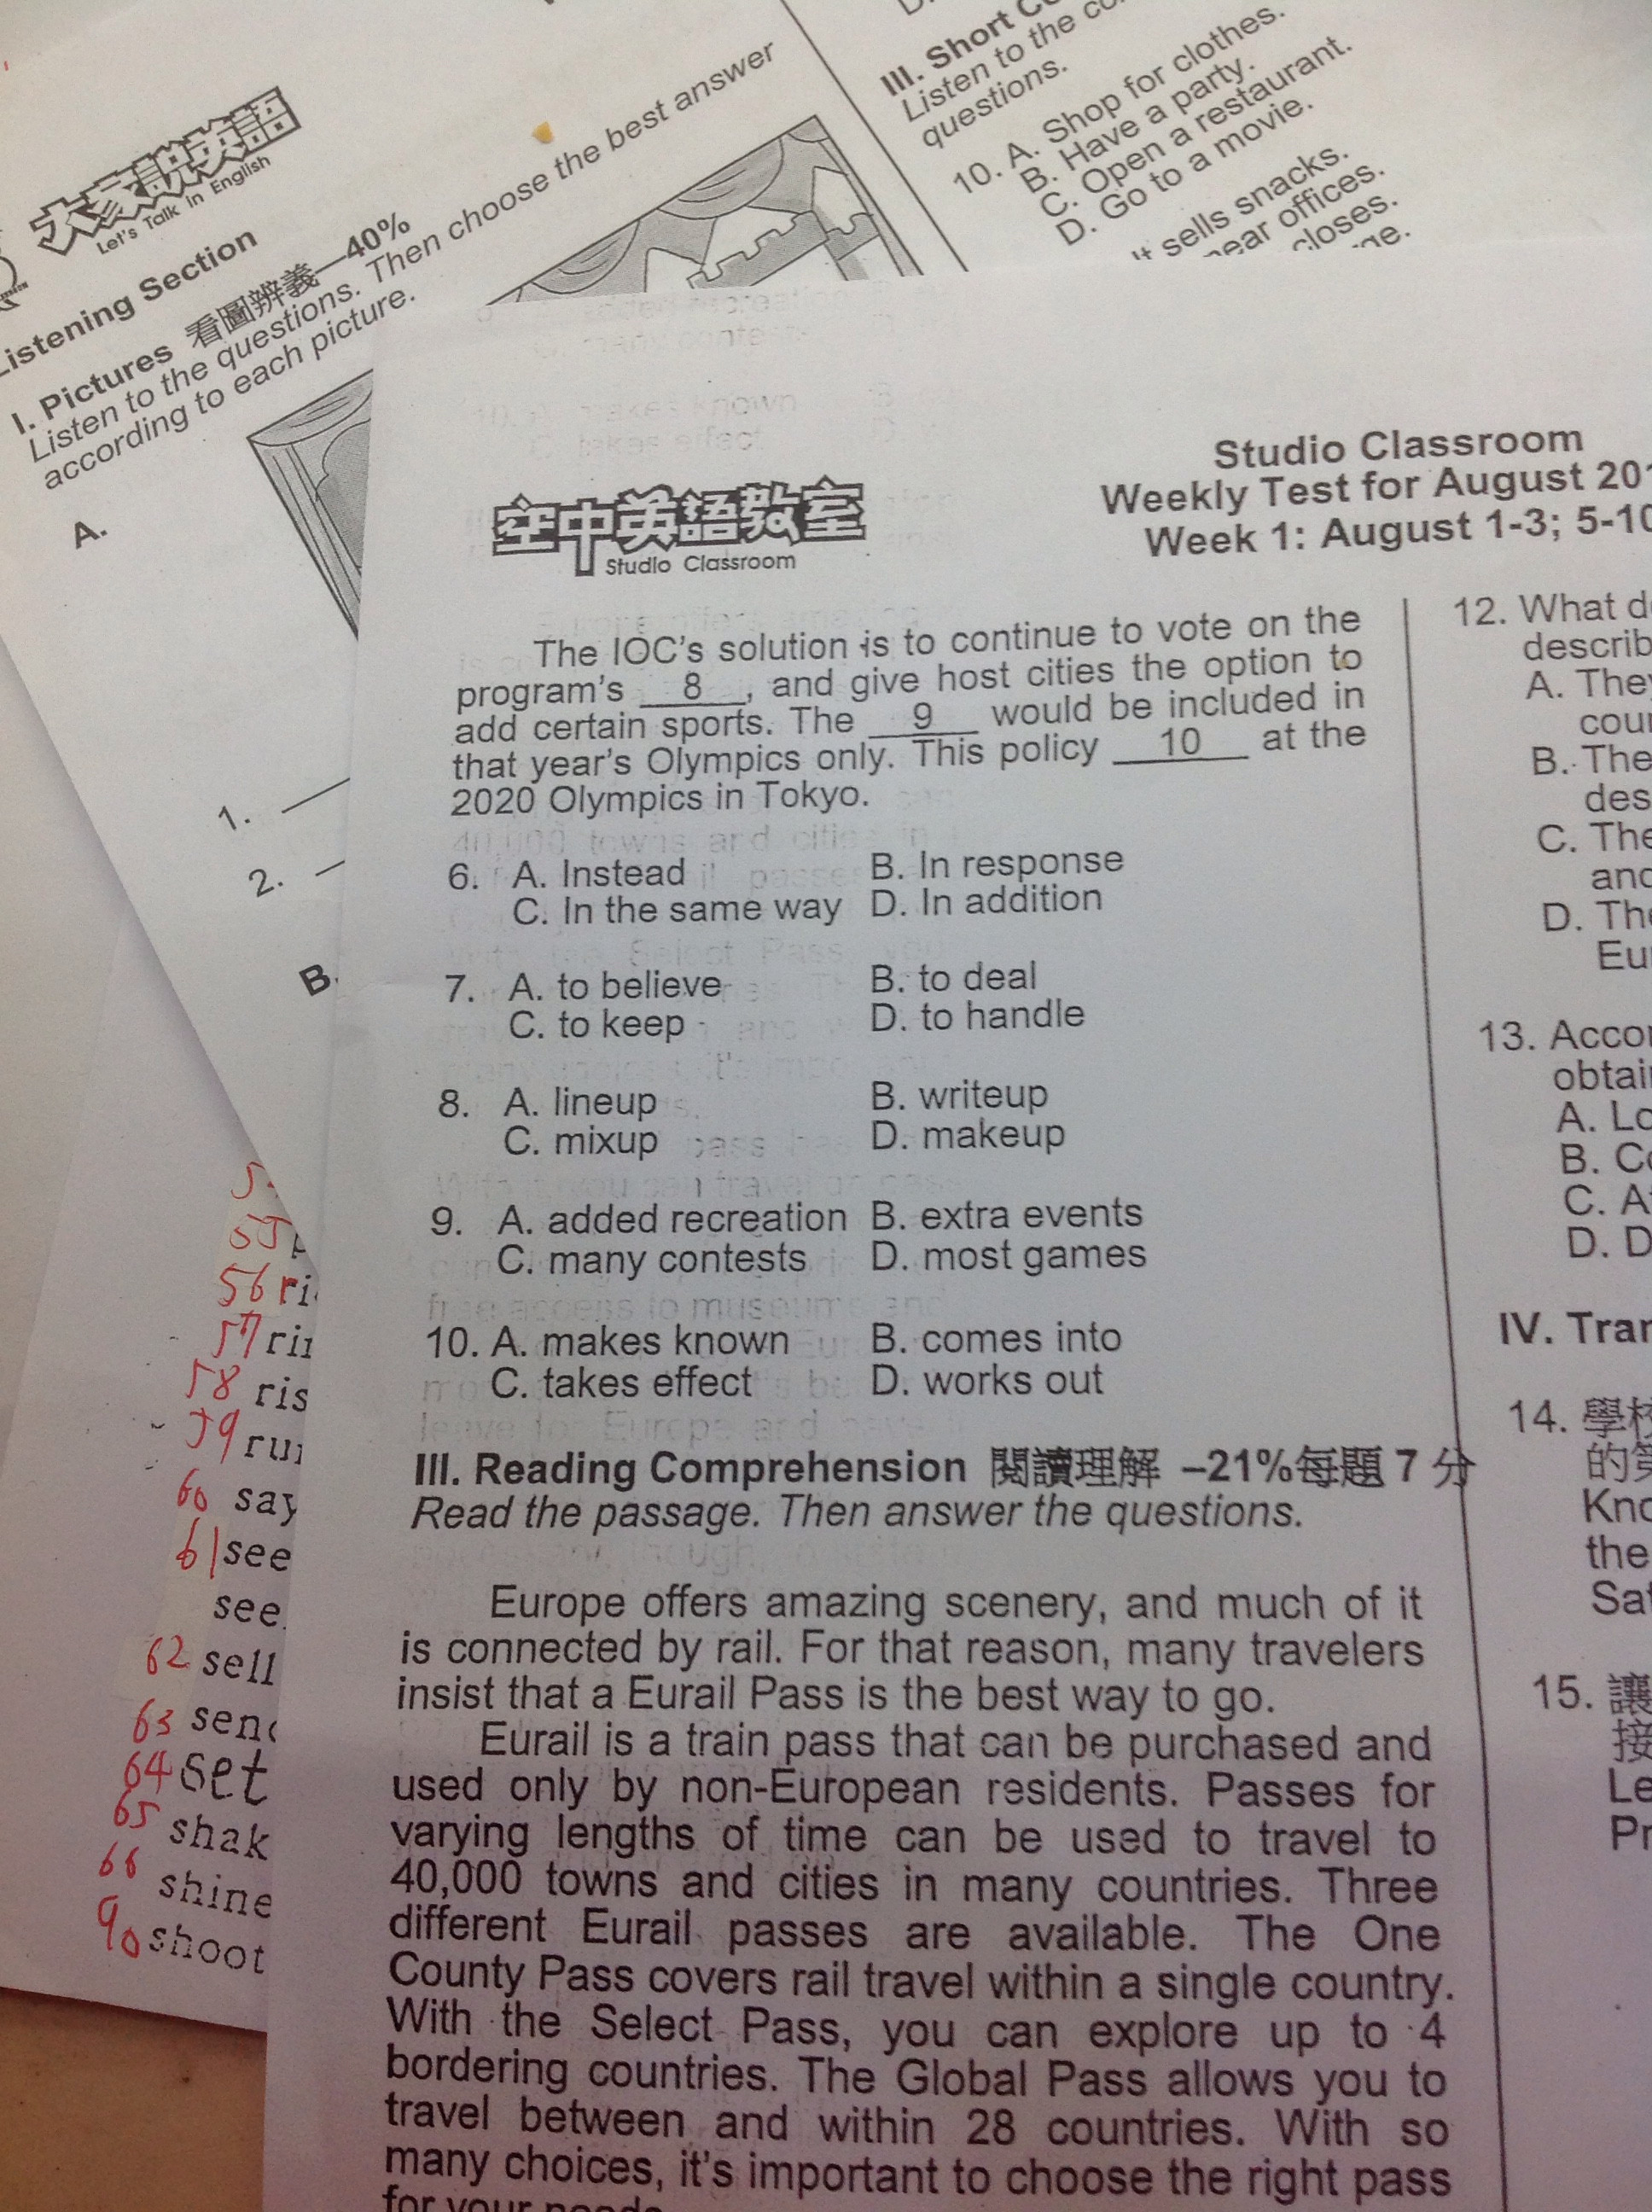 大家說英語
Let's Talk In English
Listening Section
I. Pictures 看圖辨義—40%
Listen to the questions. Then choose the best answer
according to each picture.
A.
1.
2.
B.
III. Short
Listen to the
questions.
10. A. Shop for clothes.
B. Have a party.
C. Open a restaurant.
D. Go to a movie.
It sells snacks.
near offices.
closes.
56
57
58 ris
59
60 say
61 see
see
62 sell
63
64 set
65
66 shine
90 shoot
空中英語教室
Studio Classroom
Studio Classroom
Weekly Test for August
Week 1: August 1-3; 5-10
The IOC's solution is to continue to vote on the
program's 8 , and give host cities the option to
add certain sports. The 9 would be included in
that year's Olympics only. This policy 10 at the
2020 Olympics in Tokyo.
6. A. Instead B. In response
C. In the same way D. In addition
7. A. to believe B. to deal
C. to keep D. to handle
8. A. lineup B. writeup
C. mixup D. makeup
9. A. added recreation B. extra events
C. many contests D. most games
10. A. makes known B. comes into
C. takes effect D. works out
III. Reading Comprehension 閱讀理解 –21%每題 7 分
Read the passage. Then answer the questions.
Europe offers amazing scenery, and much of it
is connected by rail. For that reason, many travelers
insist that a Eurail Pass is the best way to go.
Eurail is a train pass that can be purchased and
used only by non-European residents. Passes for
varying lengths of time can be used to travel to
40,000 towns and cities in many countries. Three
different Eurail passes are available. The One
County Pass covers rail travel within a single country.
With the Select Pass, you can explore up to 4
bordering countries. The Global Pass allows you to
travel between and within 28 countries. With so
many choices, it's important to choose the right pass
for your needs.
12. What
A.
B. The
C. The
D.
13.
A.
B.
C.
D.
IV.
14. 學校
的第
the
15. 讓
接